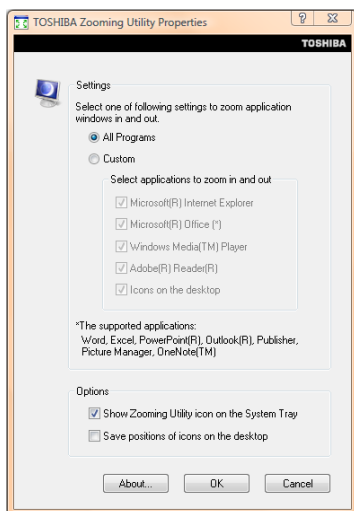 TOSHIBA Zooming Utility Properties
TOSHIBA
Settings
Select one of following settings to zoom application
windows in and out.
All Programs
Custom
Select applications to zoom in and out
Microsoft(R) Internet Explorer
Microsoft(R) Office (*)
Windows Media(TM) Player
Adobe(R) Reader(R)
Icons on the desktop
*The supported applications:
Word, Excel, PowerPoint(R), Outlook(R), Publisher,
Picture Manager, OneNote(TM)
Options
Show Zooming Utility icon on the System Tray
Save positions of icons on the desktop
About... OK Cancel